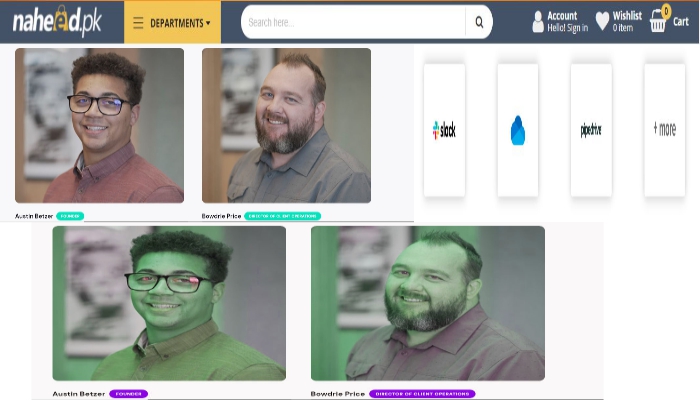 naheed.pk
DEPARTMENTS
Search here...
Account
Hello! Sign in
Wishlist
0 item
0
Cart
slack
pipedrive
+ more
Austin Betzer FOUNDER
Bowdrie Price DIRECTOR OF CLIENT OPERATIONS
Austin Betzer FOUNDER
Bowdrie Price DIRECTOR OF CLIENT OPERATIONS